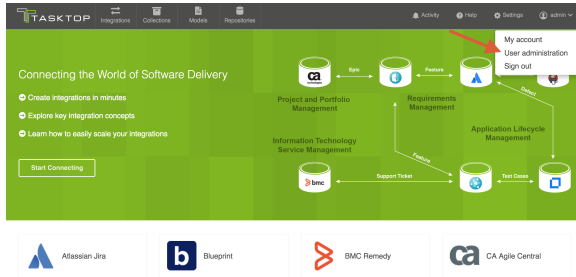 TASKTOP
Integrations
Collections
Models
Repositories
Activity
Help
Settings
admin
My account
User administration
Sign out
Connecting the World of Software Delivery
Create integrations in minutes
Explore key integration concepts
Learn how to easily scale your integrations
Start Connecting
ca
technologies
Epic
Feature
Defect
Project and Portfolio
Management
Requirements
Management
Application Lifecycle
Management
Information Technology
Service Management
Feature
bmc
Support Ticket
Test Cases
Atlassian Jira
b
Blueprint
BMC Remedy
ca
CA Agile Central